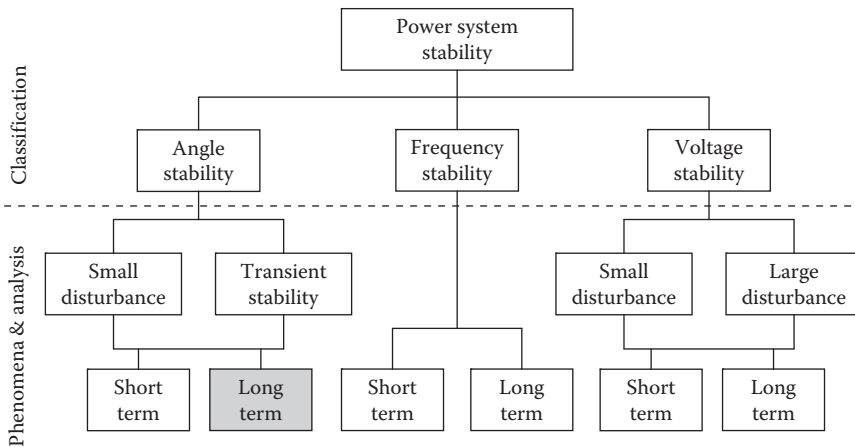 Power system
stability
Classification
Angle
stability
Frequency
stability
Voltage
stability
Phenomena & analysis
Small
disturbance
Transient
stability
Small
disturbance
Large
disturbance
Short
term
Long
term
Short
term
Long
term
Short
term
Long
term